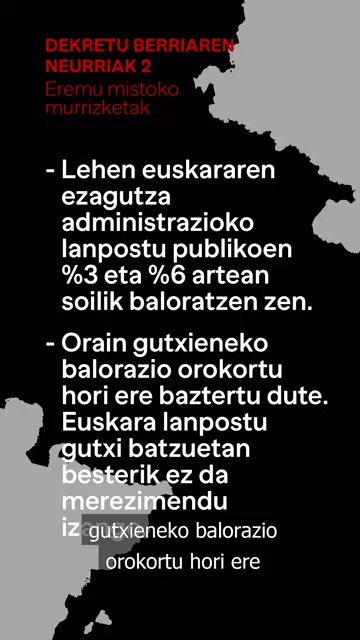 DEKRETU BERRIAREN
NEURRIAK 2
Eremu mistoko
murrizketak
- Lehen euskararen
ezagutza
administrazioko
lanpostu publikoen
%3 eta %6 artean
soilik baloratzen zen.
- Orain gutxieneko
balorazio orokortu
hori ere baztertu dute.
Euskara lanpostu
gutxi batzuetan
besterik ez da
merezimendu
gutxieneko balorazio
orokortu hori ere